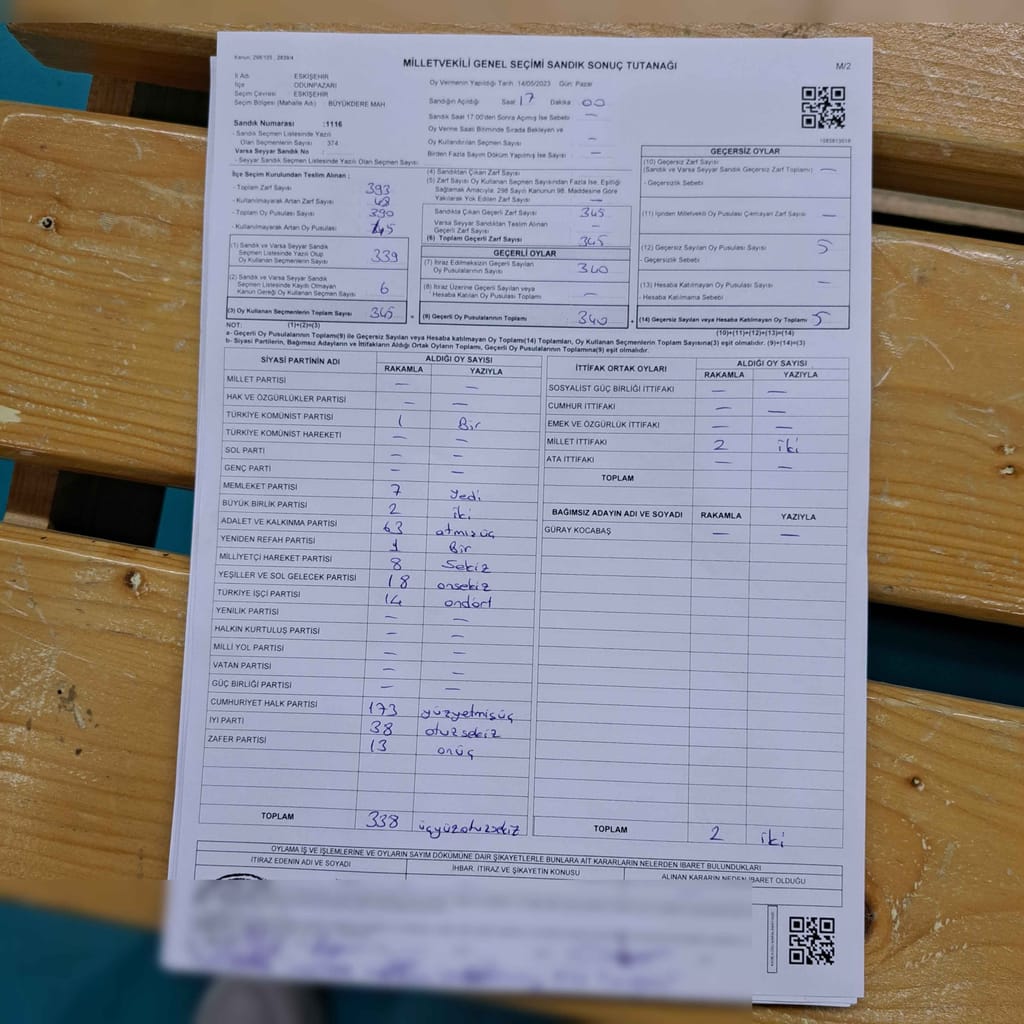 Kanun: 298/105 , 2839/4
MİLLETVEKİLİ GENEL SEÇİMİ SANDIK SONUÇ TUTANAĞI
M/2
İl Adı : ESKİŞEHİR
İlçe : ODUNPAZARI
Seçim Çevresi : ESKİŞEHİR
Seçim Bölgesi (Mahalle Adı) : BÜYÜKDERE MAH
Sandık Numarası :1116
- Sandık Seçmen Listesinde Yazılı
Olan Seçmenlerin Sayısı : 374
Varsa Seyyar Sandık No :
- Seyyar Sandık Seçmen Listesinde Yazılı Olan Seçmen Sayısı:
Oy Vermenin Yapıldığı Tarih :14/05/2023 Gün: Pazar
Sandığın Açıldığı Saat 17 Dakika 00
Sandık Saat 17.00'den Sonra Açılmış İse Sebebi —
Oy Verme Saati Bitiminde Sırada Bekleyen ve
Oy Kullandırılan Seçmen Sayısı —
Birden Fazla Sayım Döküm Yapılmış İse Sayısı: —
İlçe Seçim Kurulundan Teslim Alınan :
- Toplam Zarf Sayısı 393
- Kullanılmayarak Artan Zarf Sayısı 48
- Toplam Oy Pusulası Sayısı 390
- Kullanılmayarak Artan Oy Pusulası 45
(1) Sandık ve Varsa Seyyar Sandık
Seçmen Listesinde Yazılı Olup
Oy Kullanan Seçmenlerin Sayısı 339
(2) Sandık ve Varsa Seyyar Sandık
Seçmen Listesinde Kayıtlı Olmayan
Kanun Gereği Oy Kullanan Seçmen Sayısı 6
(3) Oy Kullanan Seçmenlerin Toplam Sayısı 345
(4) Sandıktan Çıkan Zarf Sayısı
(5) Zarf Sayısı Oy Kullanan Seçmen Sayısından Fazla İse, Eşitliği
Sağlamak Amacıyla, 298 Sayılı Kanunun 98. Maddesine Göre
Yakılarak Yok Edilen Zarf Sayısı
Sandıkta Çıkan Geçerli Zarf Sayısı 345
Varsa Seyyar Sandıktan Teslim Alınan
Geçerli Zarf Sayısı —
(6) Toplam Geçerli Zarf Sayısı 345
GEÇERLİ OYLAR
(7) İtiraz Edilmeksizin Geçerli Sayılan
Oy Pusulalarının Sayısı 340
(8) İtiraz Üzerine Geçerli Sayılan veya
Hesaba Katılan Oy Pusulası Toplamı —
(9) Geçerli Oy Pusulalarının Toplamı 340
GEÇERSİZ OYLAR
(10) Geçersiz Zarf Sayısı
(Sandık ve Varsa Seyyar Sandık Geçersiz Zarf Toplamı) —
- Geçersizlik Sebebi
(11) İçinden Milletvekili Oy Pusulası Çıkmayan Zarf Sayısı —
(12) Geçersiz Sayılan Oy Pusulası Sayısı 5
- Geçersizlik Sebebi
(13) Hesaba Katılmayan Oy Pusulası Sayısı —
- Hesaba Katılmama Sebebi
(14) Geçersiz Sayılan veya Hesaba Katılmayan Oy Toplamı 5
NOT: (1)+(2)=(3)
(10)+(11)+(12)+(13)=(14)
a- Geçerli Oy Pusulalarının Toplamı(9) ile Geçersiz Sayılan veya Hesaba katılmayan Oy Toplamı(14) Toplamları, Oy Kullanan Seçmenlerin Toplam Sayısına(3) eşit olmalıdır. (9)+(14)=(3)
b- Siyasi Partilerin, Bağımsız Adayların ve İttifakların Aldığı Oy Ortak Oyların Toplamı, Geçerli Oy Pusulalarının Toplamına(9) eşit olmalıdır.
SİYASİ PARTİNİN ADI ALDIĞI OY SAYISI
RAKAMLA YAZIYLA
MİLLET PARTİSİ — —
HAK VE ÖZGÜRLÜKLER PARTİSİ — —
TÜRKİYE KOMÜNİST PARTİSİ 1 Bir
TÜRKİYE KOMÜNİST HAREKETİ — —
SOL PARTİ — —
GENÇ PARTİ — —
MEMLEKET PARTİSİ 7 Yedi
BÜYÜK BİRLİK PARTİSİ 2 iki
ADALET VE KALKINMA PARTİSİ 63 atmışüç
YENİDEN REFAH PARTİSİ 1 Bir
MİLLİYETÇİ HAREKET PARTİSİ 8 Sekiz
YEŞİLLER VE SOL GELECEK PARTİSİ 18 onsekiz
TÜRKİYE İŞÇİ PARTİSİ 14 ondört
YENİLİK PARTİSİ — —
HALKIN KURTULUŞ PARTİSİ — —
MİLLİ YOL PARTİSİ — —
VATAN PARTİSİ — —
GÜÇ BİRLİĞİ PARTİSİ — —
CUMHURİYET HALK PARTİSİ 173 yüzyetmişüç
İYİ PARTİ 38 otuzsekiz
ZAFER PARTİSİ 13 onüç
TOPLAM 338 üçyüzotuzsekiz
İTTİFAK ORTAK OYLARI ALDIĞI OY SAYISI
RAKAMLA YAZIYLA
SOSYALİST GÜÇ BİRLİĞİ İTTİFAKI — —
CUMHUR İTTİFAKI — —
EMEK VE ÖZGÜRLÜK İTTİFAKI — —
MİLLET İTTİFAKI 2 iki
ATA İTTİFAKI — —
TOPLAM
BAĞIMSIZ ADAYIN ADI VE SOYADI RAKAMLA YAZIYLA
GÜRAY KOCABAŞ — —
TOPLAM 2 iki
OYLAMA İŞ VE İŞLEMLERİNE VE OYLARIN SAYIM DÖKÜMÜNE DAİR ŞİKAYETLERLE BUNLARA AİT KARARLARIN NELERDEN İBARET BULUNDUKLARI
İTİRAZ EDENİN ADI VE SOYADI
İHBAR, İTİRAZ VE ŞİKAYETİN KONUSU
ALINAN KARARIN NEDEN İBARET OLDUĞU